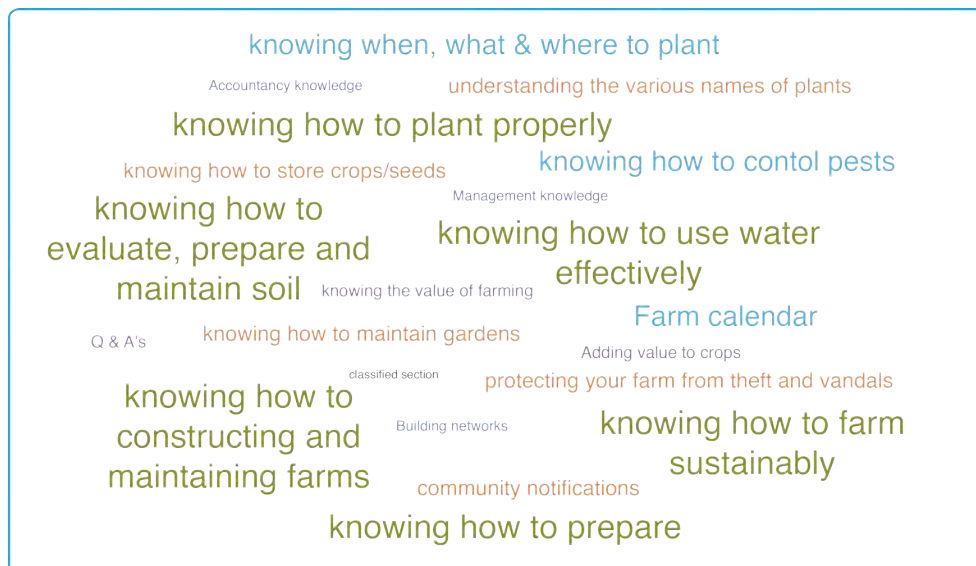 knowing when, what & where to plant
Accountancy knowledge
understanding the various names of plants
knowing how to plant properly
knowing how to contol pests
knowing how to store crops/seeds
Management knowledge
knowing how to
evaluate, prepare and
maintain soil
knowing how to use water
effectively
knowing the value of farming
Farm calendar
knowing how to maintain gardens
Q & A's
Adding value to crops
classified section
protecting your farm from theft and vandals
knowing how to
constructing and
maintaining farms
Building networks
knowing how to farm
sustainably
community notifications
knowing how to prepare